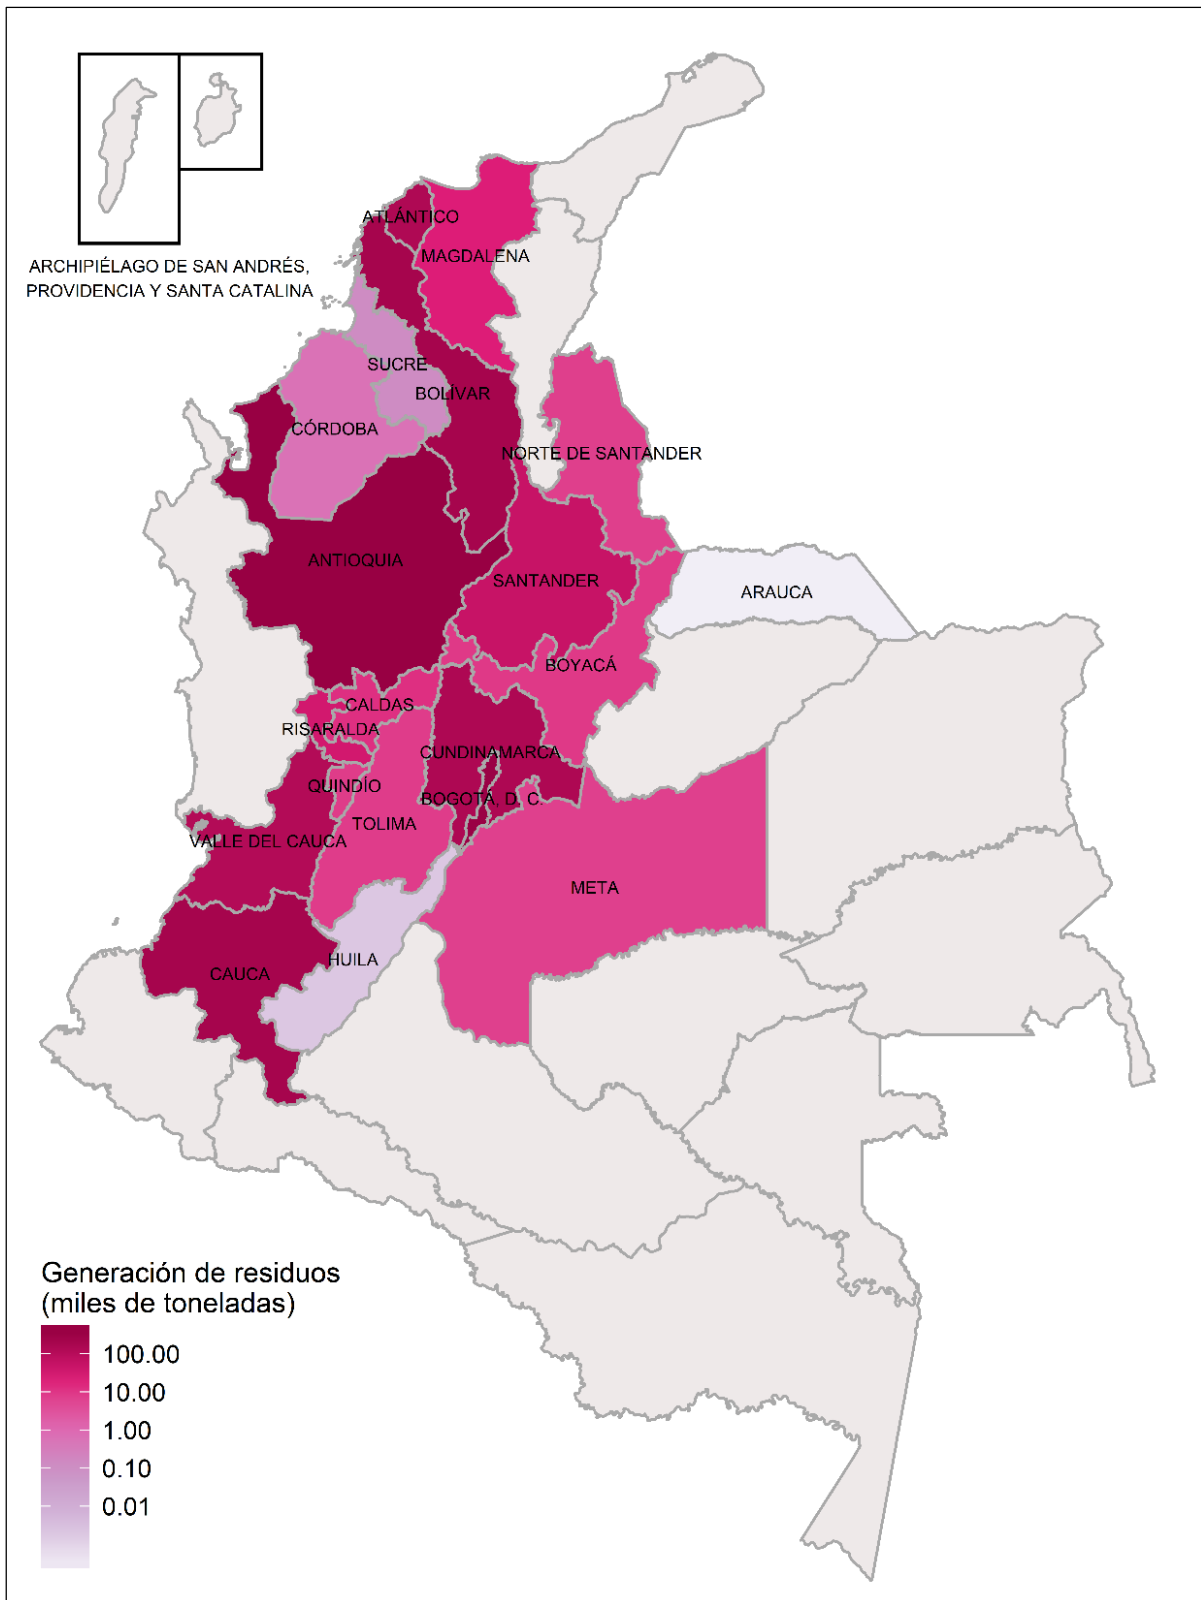 ARCHIPIÉLAGO DE SAN ANDRÉS,
PROVIDENCIA Y SANTA CATALINA
ATLÁNTICO
MAGDALENA
SUCRE
BOLÍVAR
CÓRDOBA
NORTE DE SANTANDER
ANTIOQUIA
SANTANDER
ARAUCA
BOYACÁ
CALDAS
RISARALDA
CUNDINAMARCA
QUINDÍO
BOGOTÁ, D. C.
TOLIMA
VALLE DEL CAUCA
META
HUILA
CAUCA
Generación de residuos
(miles de toneladas)
100.00
10.00
1.00
0.10
0.01